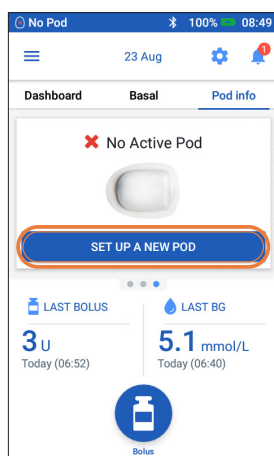 No Pod 100% 08:49
23 Aug 1
Dashboard Basal Pod info
No Active Pod
SET UP A NEW POD
LAST BOLUS LAST BG
3 U 5.1 mmol/L
Today (06:52) Today (06:40)
Bolus